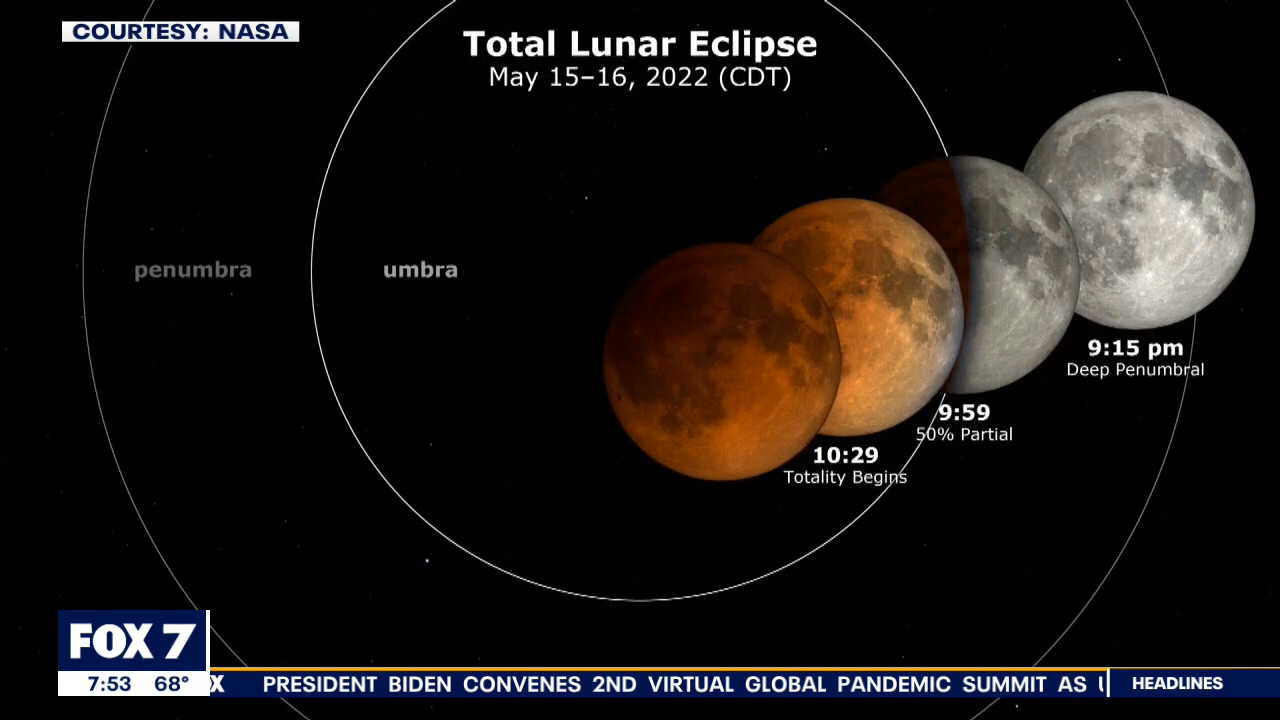 COURTESY: NASA
Total Lunar Eclipse
May 15–16, 2022 (CDT)
penumbra
umbra
9:15 pm
Deep Penumbral
9:59
50% Partial
10:29
Totality Begins
FOX 7
7:53 68°
X PRESIDENT BIDEN CONVENES 2ND VIRTUAL GLOBAL PANDEMIC SUMMIT AS
HEADLINES